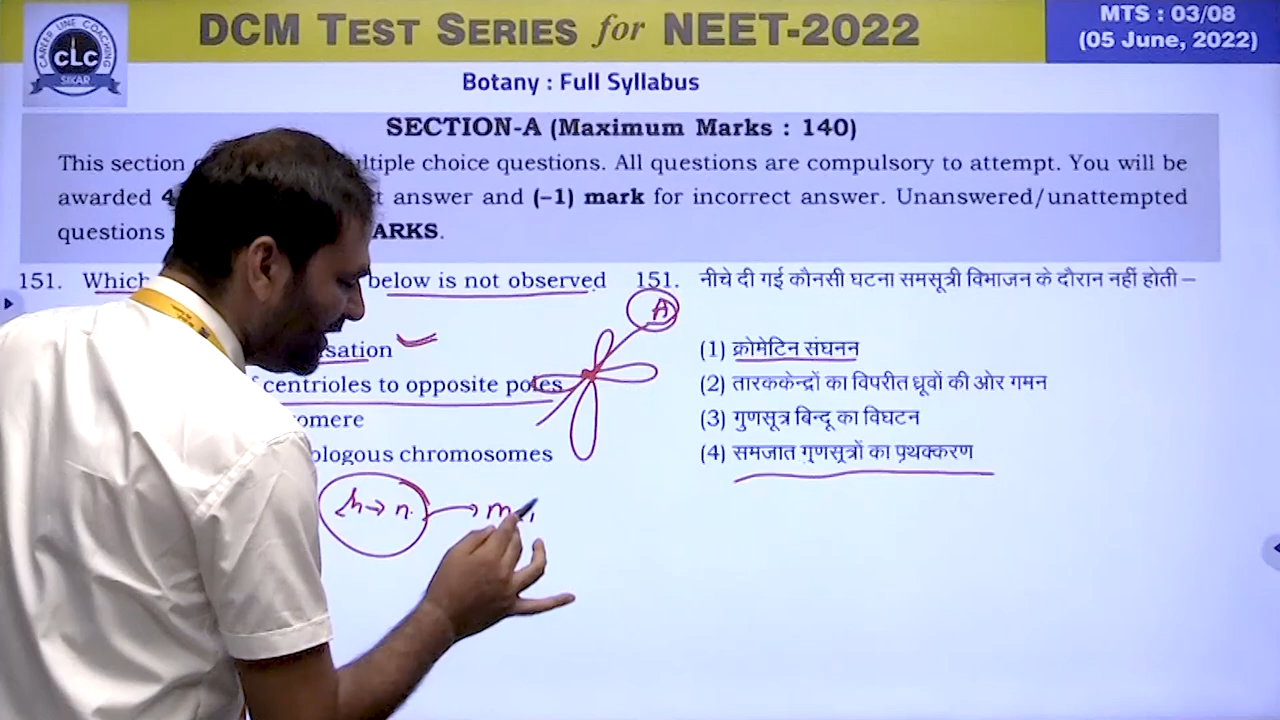 CAREER LINE COACHING
CLC
SIKAR
DCM TEST SERIES for NEET-2022
MTS : 03/08
(05 June, 2022)
Botany : Full Syllabus
SECTION-A (Maximum Marks : 140)
This section ultiple choice questions. All questions are compulsory to attempt. You will be
awarded 4 t answer and (–1) mark for incorrect answer. Unanswered/unattempted
questions ARKS.
151. Which below is not observed
sation
f centrioles to opposite poles
omere
ologous chromosomes
151. नीचे दी गई कौनसी घटना समसूत्री विभाजन के दौरान नहीं होती –
A
(1) क्रोमेटिन संघनन
(2) तारककेन्द्रों का विपरीत ध्रूवों की ओर गमन
(3) गुणसूत्र बिन्दू का विघटन
(4) समजात गुणसूत्रों का पृथक्करण